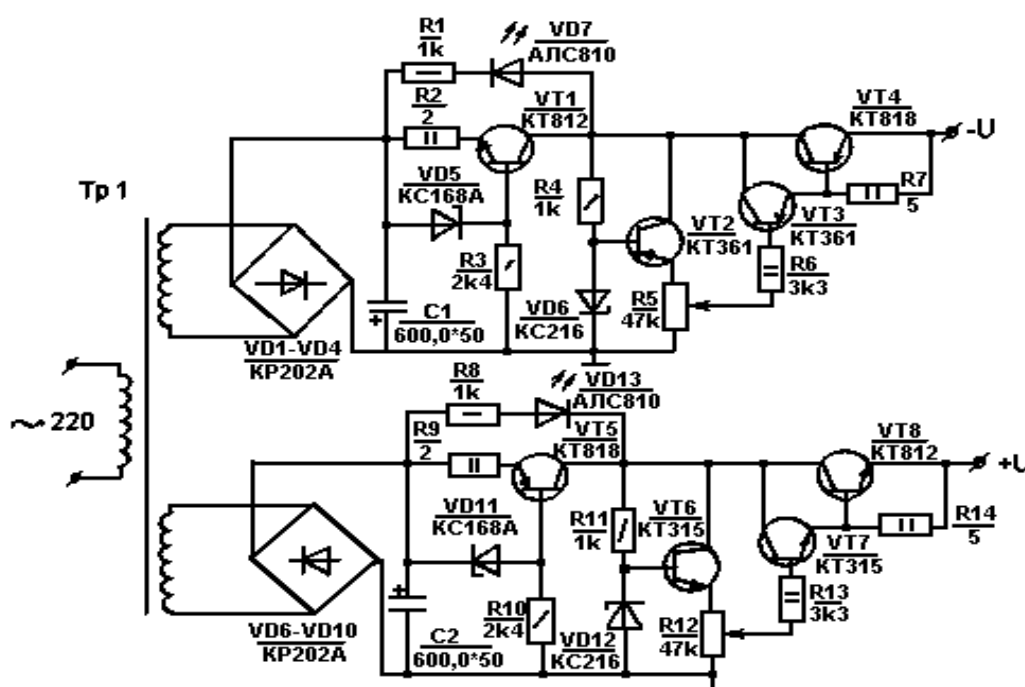 R1
1k
VD7
АЛС810
R2
2
VT1
КТ812
VT4
КТ818
-U
Тр 1
VD5
КС168А
R4
1k
R7
5
VT2
КТ361
VT3
КТ361
R3
2k4
R6
3k3
C1
+
600,0*50
VD6
КС216
R5
47k
VD1-VD4
КР202А
R8
1k
VD13
АЛС810
~ 220
R9
2
VT5
КТ818
VT8
КТ812
+U
VD11
КС168А
R11
1k
VT6
КТ315
R14
5
VT7
КТ315
R10
2k4
R13
3k3
+
C2
600,0*50
VD12
КС216
R12
47k
VD6-VD10
КР202А